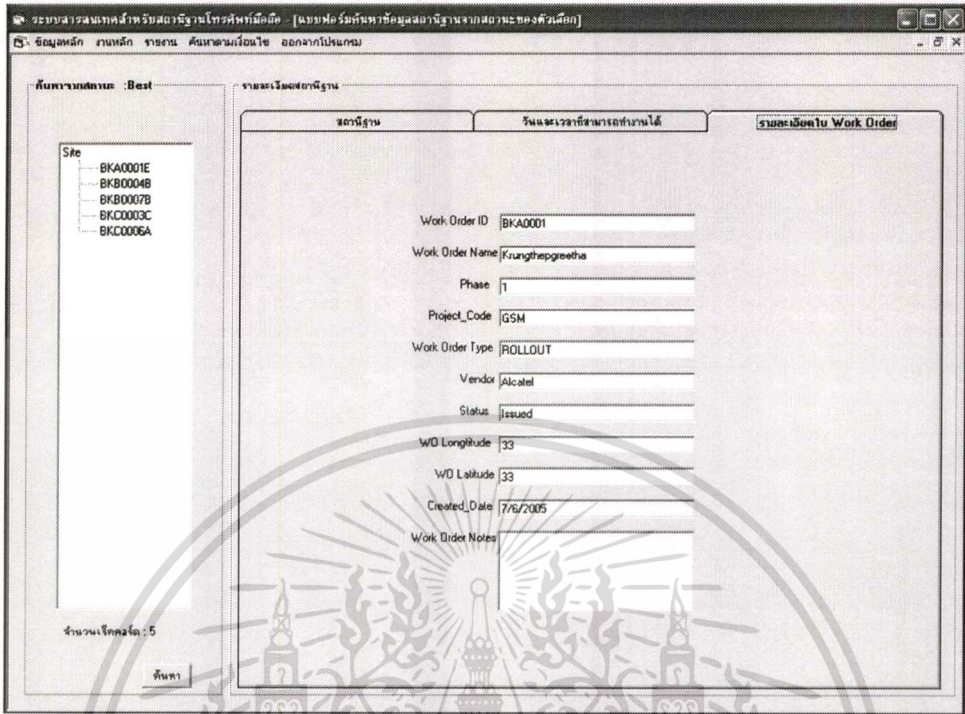 ระบบสารสนเทศสำหรับสถานีฐานโทรศัพท์มือถือ - [แบบฟอร์มค้นหาข้อมูลสถานีฐานจากสถานะของตัวเลือก]
ข้อมูลหลัก งานหลัก รายงาน ค้นหาตามเงื่อนไข ออกจากโปรแกรม
ค้นหาจากสถานะ :Best
รายละเอียดสถานีฐาน
สถานีฐาน วันและเวลาที่สามารถทำงานได้ รายละเอียดใบ Work Order
Site
BKA0001E
BKB0004B
BKB0007B
BKC0003C
BKC0006A
Work Order ID BKA0001
Work Order Name Krungthepgreetha
Phase 1
Project_Code GSM
Work Order Type ROLLOUT
Vendor Alcatel
Status Issued
WO Longtitude 33
WO Latitude 33
Created_Date 7/6/2005
Work Order Notes
จำนวนเร็คคอร์ด : 5
ค้นหา